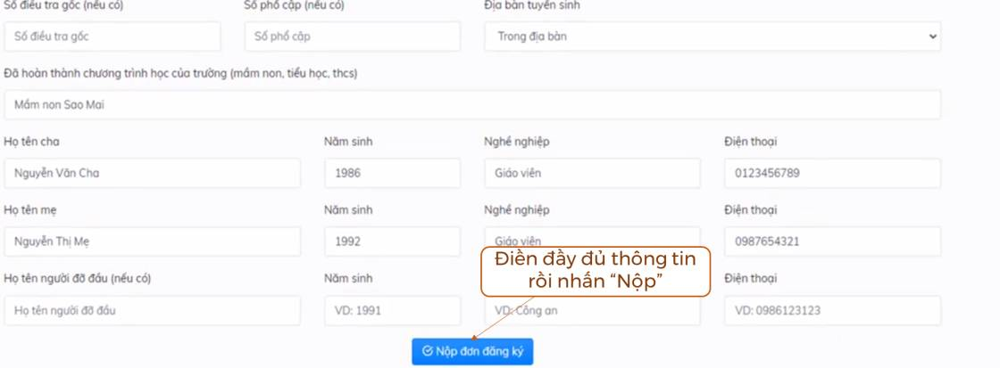 Số điều tra gốc (nếu có) Số phổ cập (nếu có) Địa bàn tuyển sinh
Số điều tra gốc Số phổ cập Trong địa bàn
Đã hoàn thành chương trình học của trường (mầm non, tiểu học, thcs)
Mầm non Sao Mai
Họ tên cha Năm sinh Nghề nghiệp Điện thoại
Nguyễn Văn Cha 1986 Giáo viên 0123456789
Họ tên mẹ Năm sinh Nghề nghiệp Điện thoại
Nguyễn Thị Mẹ 1992 Giáo viên 0987654321
Điền đầy đủ thông tin
rồi nhấn “Nộp”
Họ tên người đỡ đầu (nếu có) Năm sinh Điện thoại
Họ tên người đỡ đầu VD: 1991 VD: Công an VD: 0986123123
Nộp đơn đăng ký